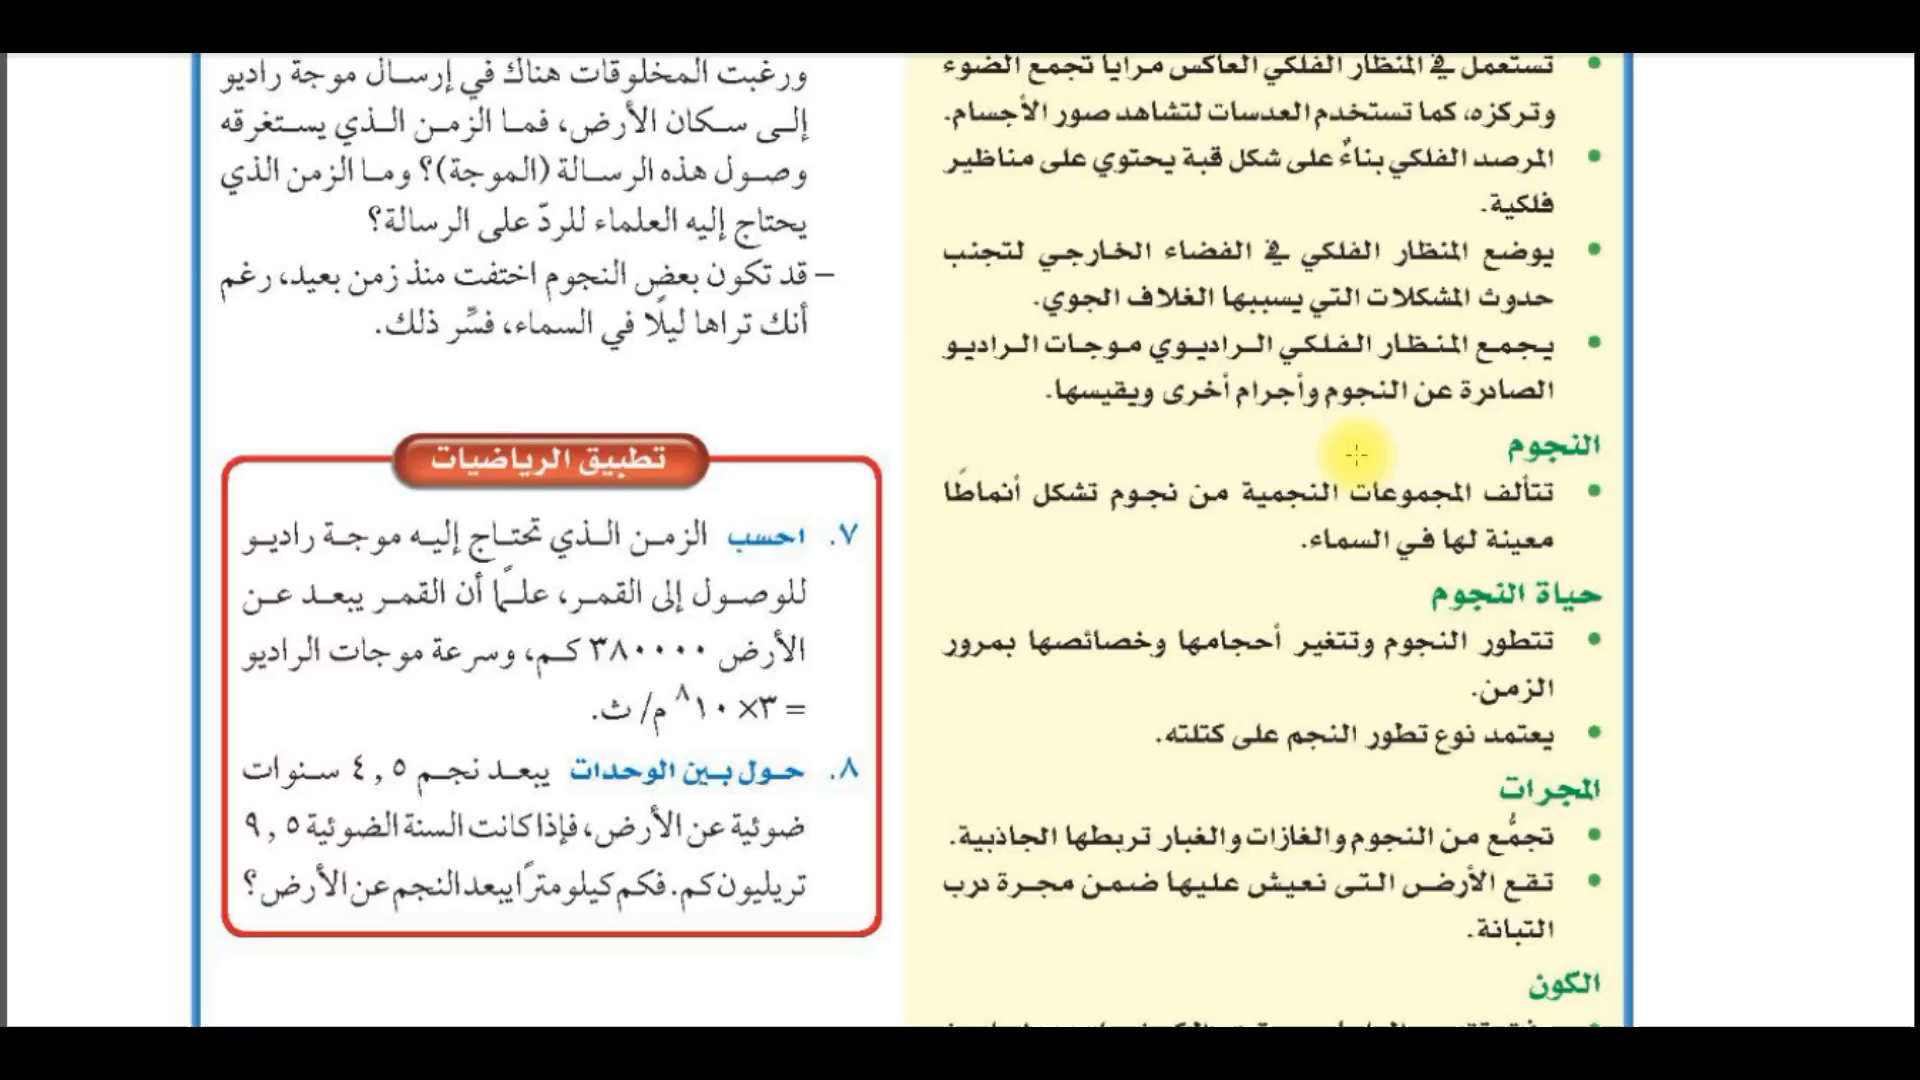 تستعمل في المنظار الفلكي العاكس مرايا تجمع الضوء
وتركزه، كما تستخدم العدسات لتشاهد صور الأجسام.
المرصد الفلكي بناءٌ على شكل قبة يحتوي على مناظير
فلكية.
يوضع المنظار الفلكي في الفضاء الخارجي لتجنب
حدوث المشكلات التي يسببها الغلاف الجوي.
يجمع المنظار الفلكي الراديوي موجات الراديو
الصادرة عن النجوم وأجرام أخرى ويقيسها.
النجوم
تتألف المجموعات النجمية من نجوم تشكل أنماطًا
معينة لها في السماء.
حياة النجوم
تتطور النجوم وتتغير أحجامها وخصائصها بمرور
الزمن.
يعتمد نوع تطور النجم على كتلته.
المجرات
تجمُّع من النجوم والغازات والغبار تربطها الجاذبية.
تقع الأرض التى نعيش عليها ضمن مجرة درب
التبانة.
الكون
ورغبت المخلوقات هناك في إرسال موجة راديو
إلى سكان الأرض، فما الزمن الذي يستغرقه
وصول هذه الرسالة (الموجة)؟ وما الزمن الذي
يحتاج إليه العلماء للردّ على الرسالة؟
– قد تكون بعض النجوم اختفت منذ زمن بعيد، رغم
أنك تراها ليلًا في السماء، فسِّر ذلك.
تطبيق الرياضيات
٧. احسب الزمن الذي تحتاج إليه موجة راديو
للوصول إلى القمر، علمًا أن القمر يبعد عن
الأرض ٣٨٠٠٠٠ كم، وسرعة موجات الراديو
= ٣×١٠⁸ م/ ث.
٨. حول بين الوحدات يبعد نجم ٤,٥ سنوات
ضوئية عن الأرض، فإذا كانت السنة الضوئية ٩,٥
تريليون كم. فكم كيلومترًا يبعد النجم عن الأرض؟